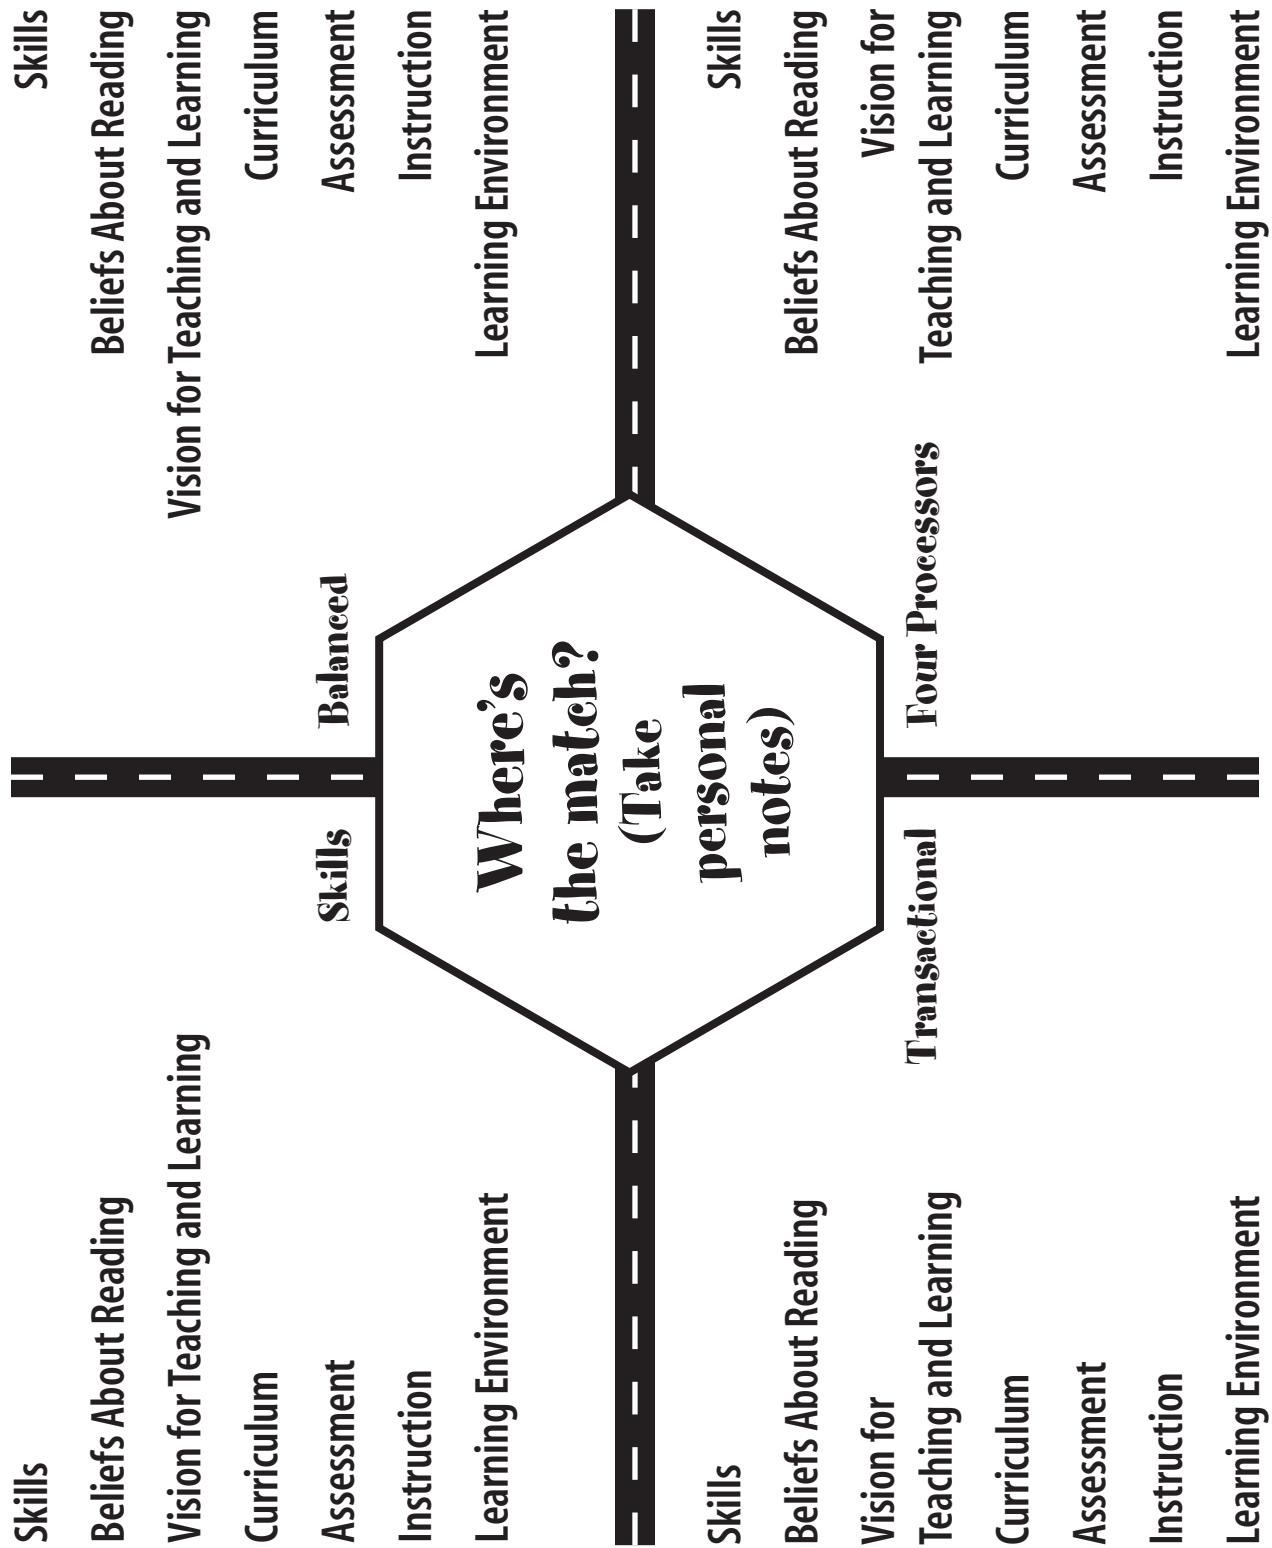 Skills
Beliefs About Reading
Vision for Teaching and Learning
Curriculum
Assessment
Instruction
Learning Environment
Skills
Skills
Beliefs About Reading
Vision for Teaching and Learning
Curriculum
Assessment
Instruction
Learning Environment
Balanced
Where's
the match?
(Take
personal
notes)
Skills
Beliefs About Reading
Vision for
Teaching and Learning
Curriculum
Assessment
Instruction
Learning Environment
Transactional
Skills
Beliefs About Reading
Vision for
Teaching and Learning
Curriculum
Assessment
Instruction
Learning Environment
Four Processors